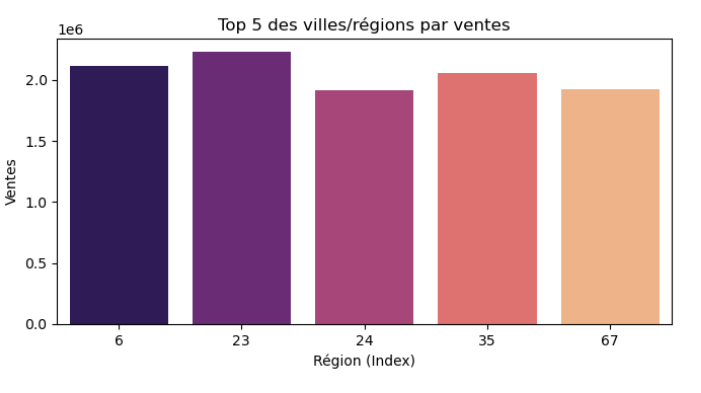 Top 5 des villes/régions par ventes
1e6
2.0
1.5
1.0
0.5
0.0
Ventes
6 23 24 35 67
Région (Index)